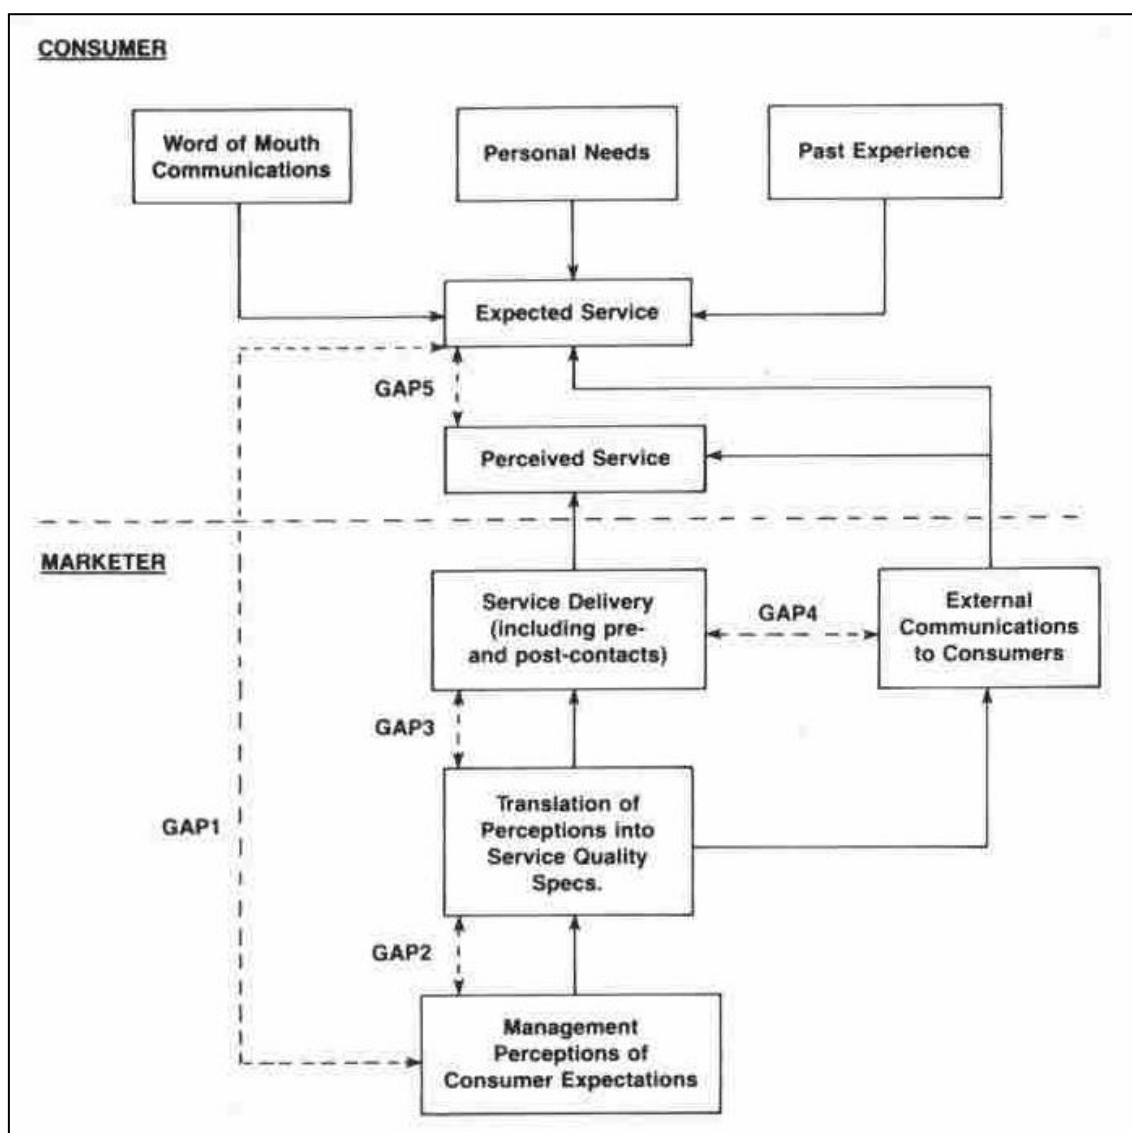 CONSUMER
Word of Mouth
Communications
Personal Needs
Past Experience
Expected Service
GAP5
Perceived Service
MARKETER
Service Delivery
(including pre-
and post-contacts)
GAP4
External
Communications
to Consumers
GAP3
Translation of
Perceptions into
Service Quality
Specs.
GAP1
GAP2
Management
Perceptions of
Consumer Expectations